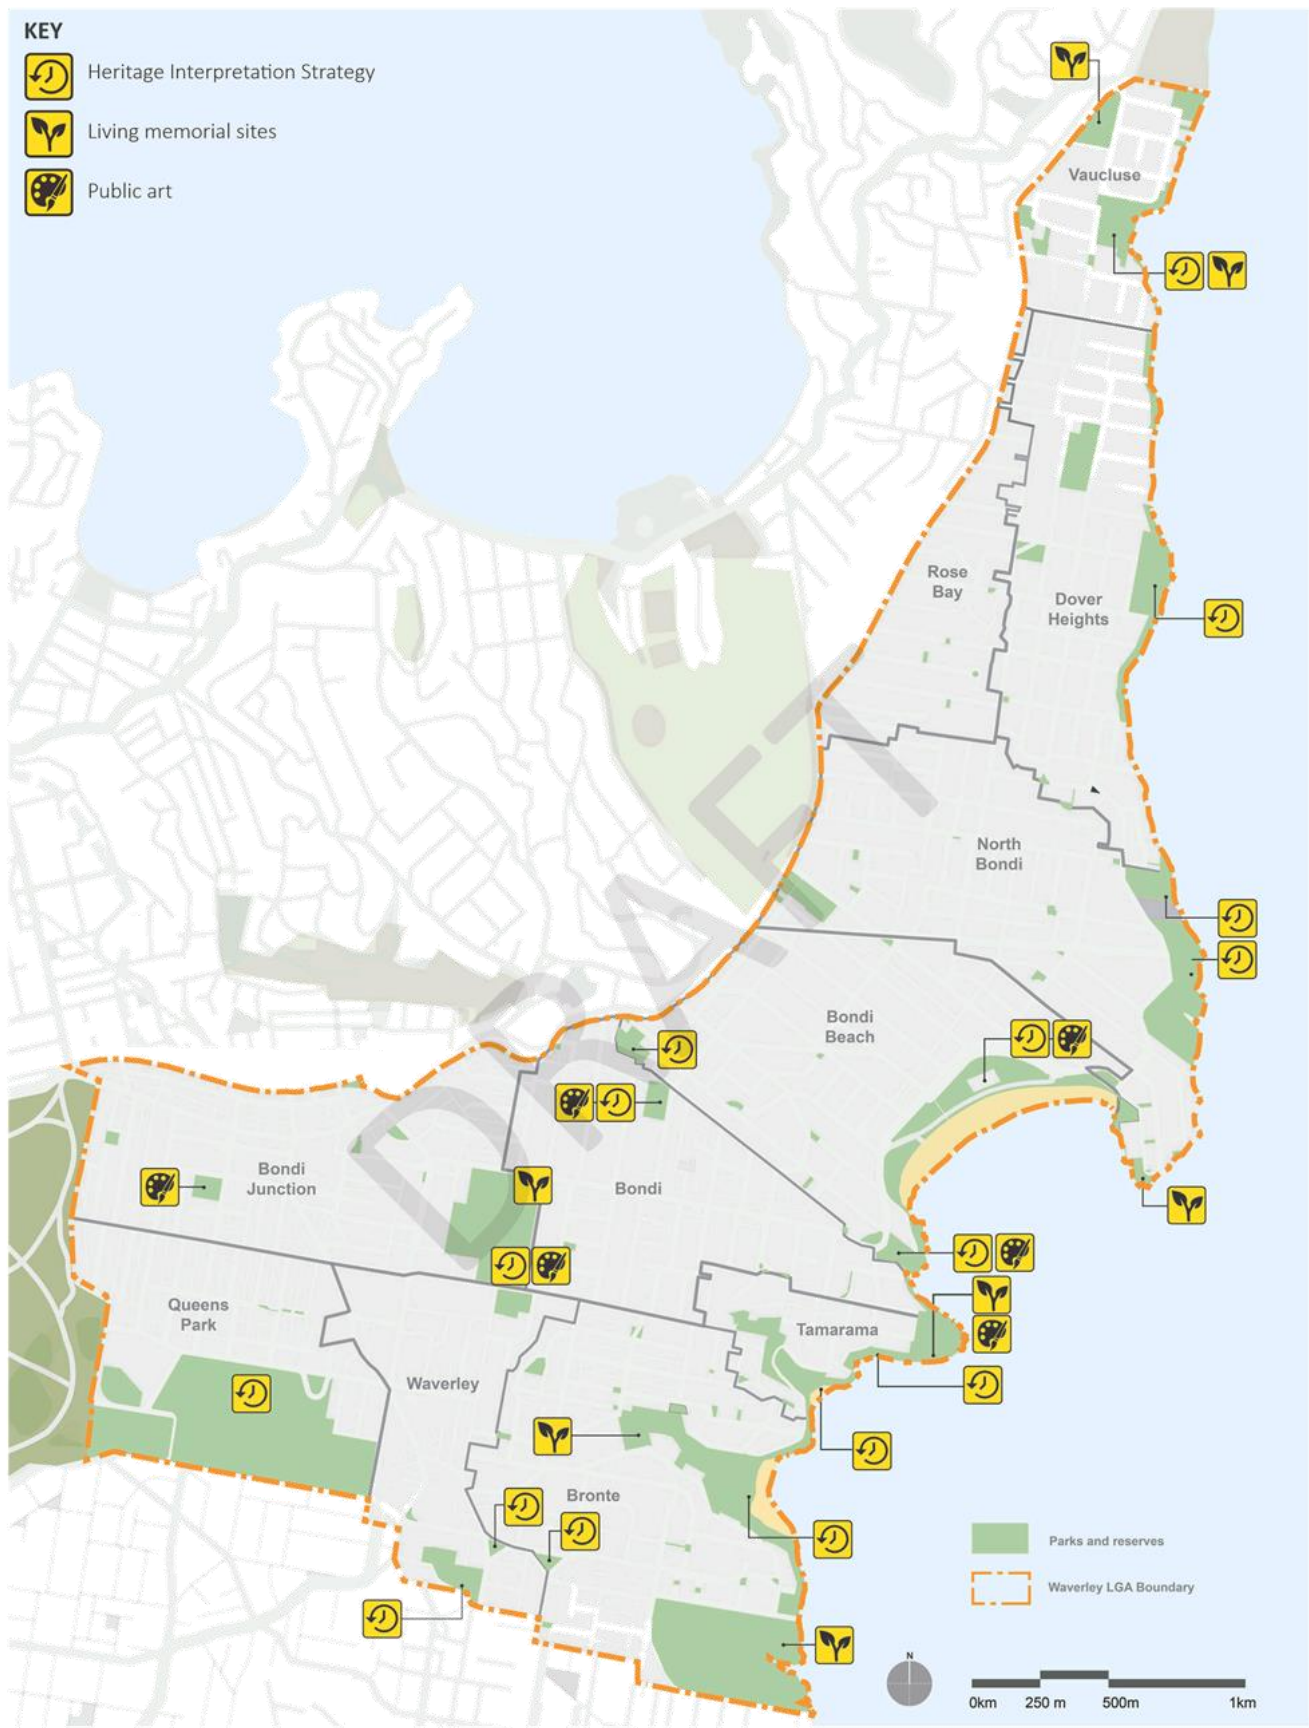 KEY
Heritage Interpretation Strategy
Living memorial sites
Public art
Vaucluse
Rose
Bay
Dover
Heights
North
Bondi
Bondi
Beach
Bondi
Junction
Bondi
Queens
Park
Tamarama
Waverley
Bronte
DRAFT
Parks and reserves
Waverley LGA Boundary
N
0km 250 m 500m 1km